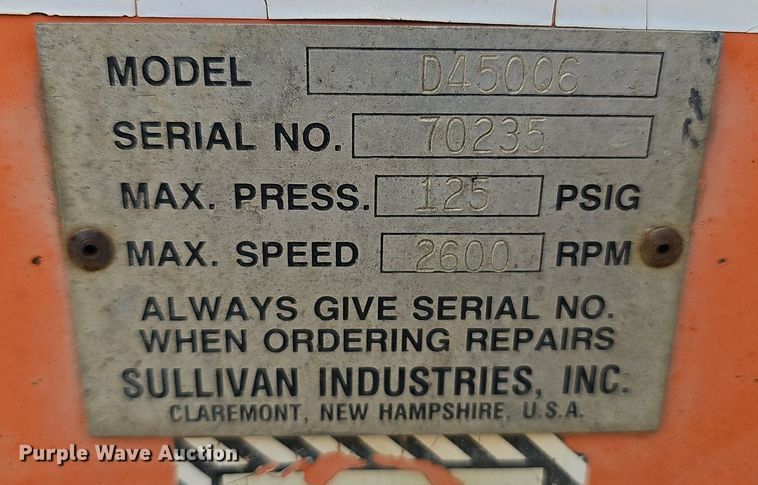 MODEL D450Q6
SERIAL NO. 70235
MAX. PRESS. 125 PSIG
MAX. SPEED 2600 RPM
ALWAYS GIVE SERIAL NO.
WHEN ORDERING REPAIRS
SULLIVAN INDUSTRIES, INC.
CLAREMONT, NEW HAMPSHIRE, U.S.A.
Purple Wave Auction